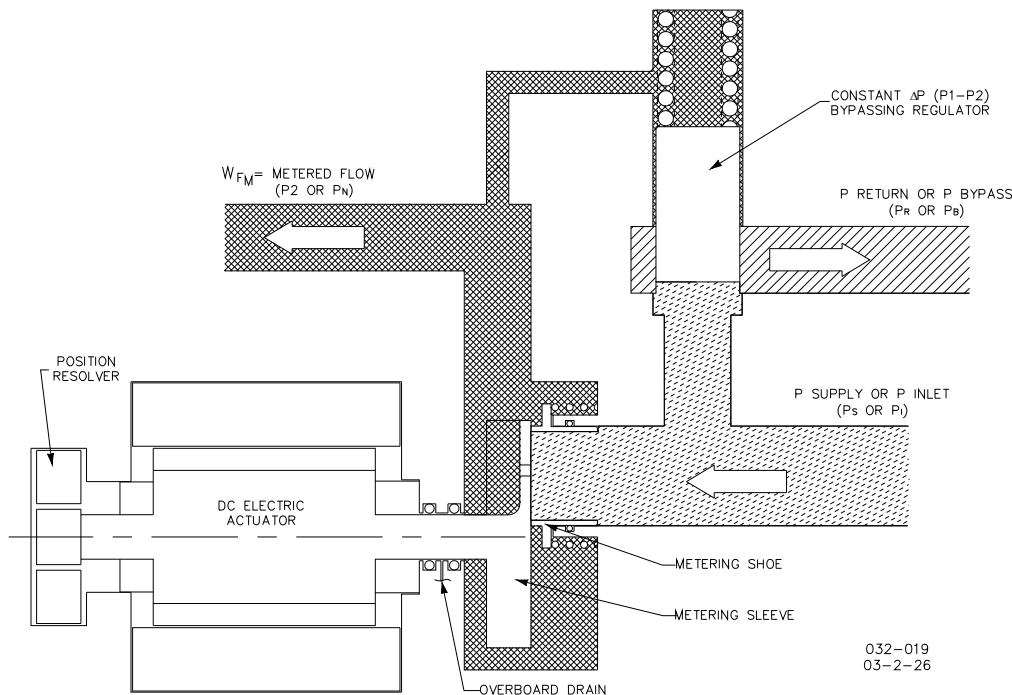 CONSTANT ΔP (P1-P2)
BYPASSING REGULATOR
WFM= METERED FLOW
(P2 OR PN)
P RETURN OR P BYPASS
(PR OR PB)
POSITION
RESOLVER
P SUPPLY OR P INLET
(PS OR PI)
DC ELECTRIC
ACTUATOR
METERING SHOE
METERING SLEEVE
OVERBOARD DRAIN
032-019
03-2-26